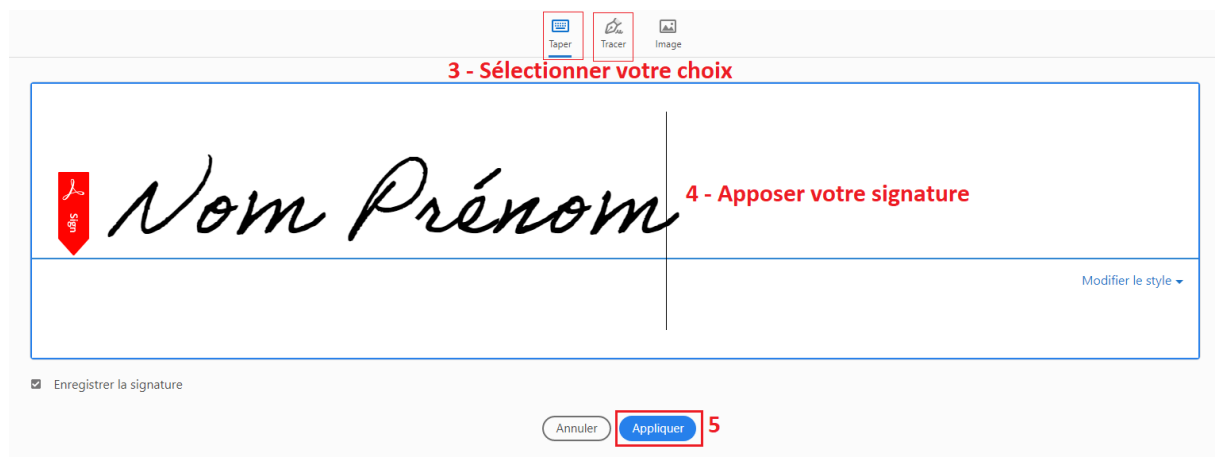 Taper Tracer Image
3 - Sélectionner votre choix
Sign
Nom Prénom
4 - Apposer votre signature
Modifier le style
Enregistrer la signature
Annuler Appliquer 5